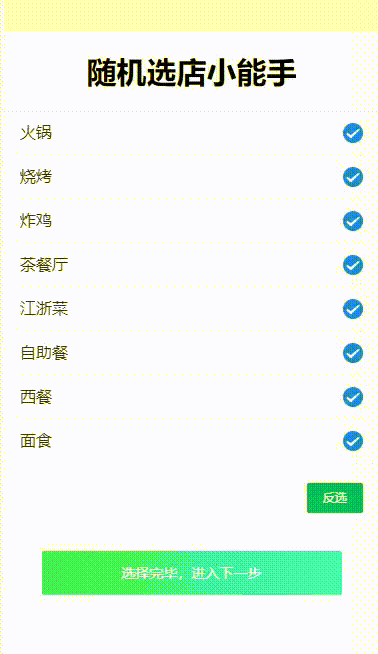 随机选店小能手
火锅
烧烤
炸鸡
茶餐厅
江浙菜
自助餐
西餐
面食
反选
选择完毕，进入下一步